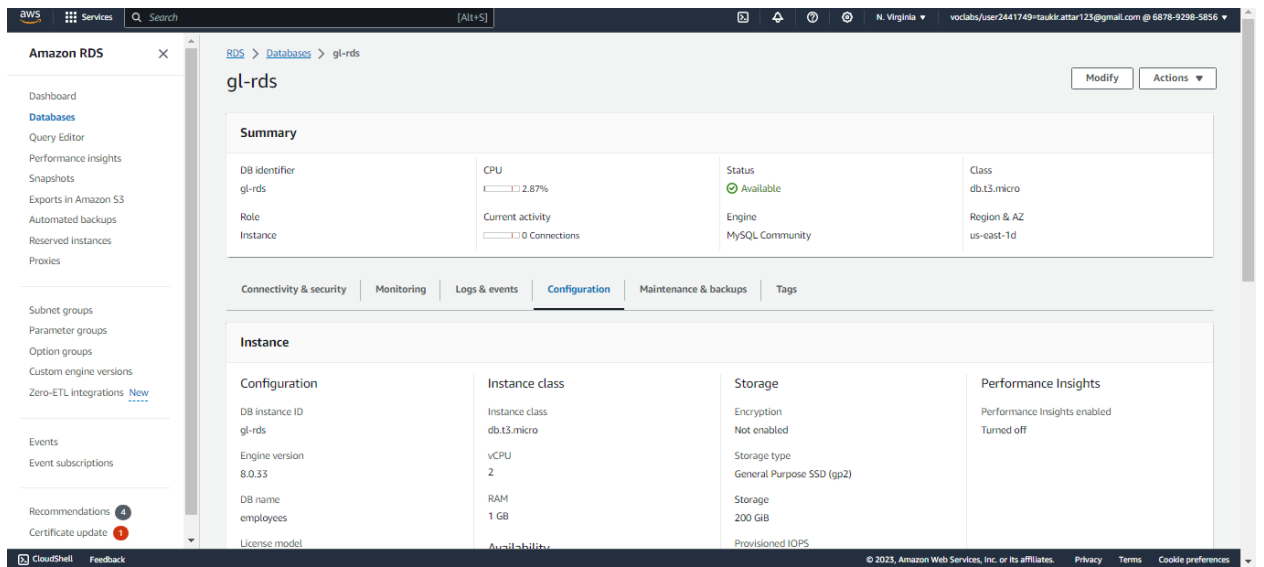 aws Services Search [Alt+S] N. Virginia voclabs/user2441749=taukir.attar123@gmail.com @ 6878-9298-5856
Amazon RDS
Dashboard
Databases
Query Editor
Performance insights
Snapshots
Exports in Amazon S3
Automated backups
Reserved instances
Proxies
Subnet groups
Parameter groups
Option groups
Custom engine versions
Zero-ETL integrations New
Events
Event subscriptions
Recommendations 4
Certificate update 1
RDS > Databases > gl-rds
gl-rds
Modify Actions
Summary
DB identifier
gl-rds
Role
Instance
CPU
2.87%
Current activity
0 Connections
Status
Available
Engine
MySQL Community
Class
db.t3.micro
Region & AZ
us-east-1d
Connectivity & security Monitoring Logs & events Configuration Maintenance & backups Tags
Instance
Configuration
DB instance ID
gl-rds
Engine version
8.0.33
DB name
employees
License model
Instance class
Instance class
db.t3.micro
vCPU
2
RAM
1 GB
Availability
Storage
Encryption
Not enabled
Storage type
General Purpose SSD (gp2)
Storage
200 GiB
Provisioned IOPS
Performance Insights
Performance Insights enabled
Turned off
CloudShell Feedback © 2023, Amazon Web Services, Inc. or its affiliates. Privacy Terms Cookie preferences